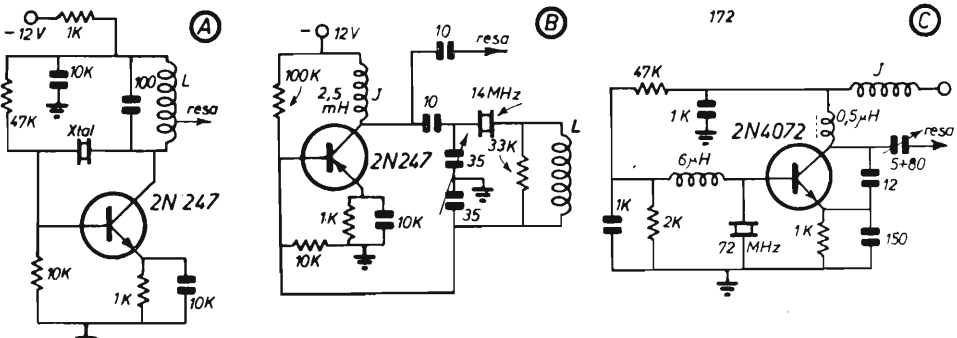 A
- 12V
1K
10K
100
L
47K
resa
Xtal
2N 247
10K
1K
10K
B
- 12V
10
resa
100K
2,5
mH
J
10
14MHz
L
33K
2N247
35
35
1K
10K
10K
172
C
47K
J
1K
0,5µH
2N4072
resa
5÷80
6µH
12
1K
2K
72 MHz
1K
150